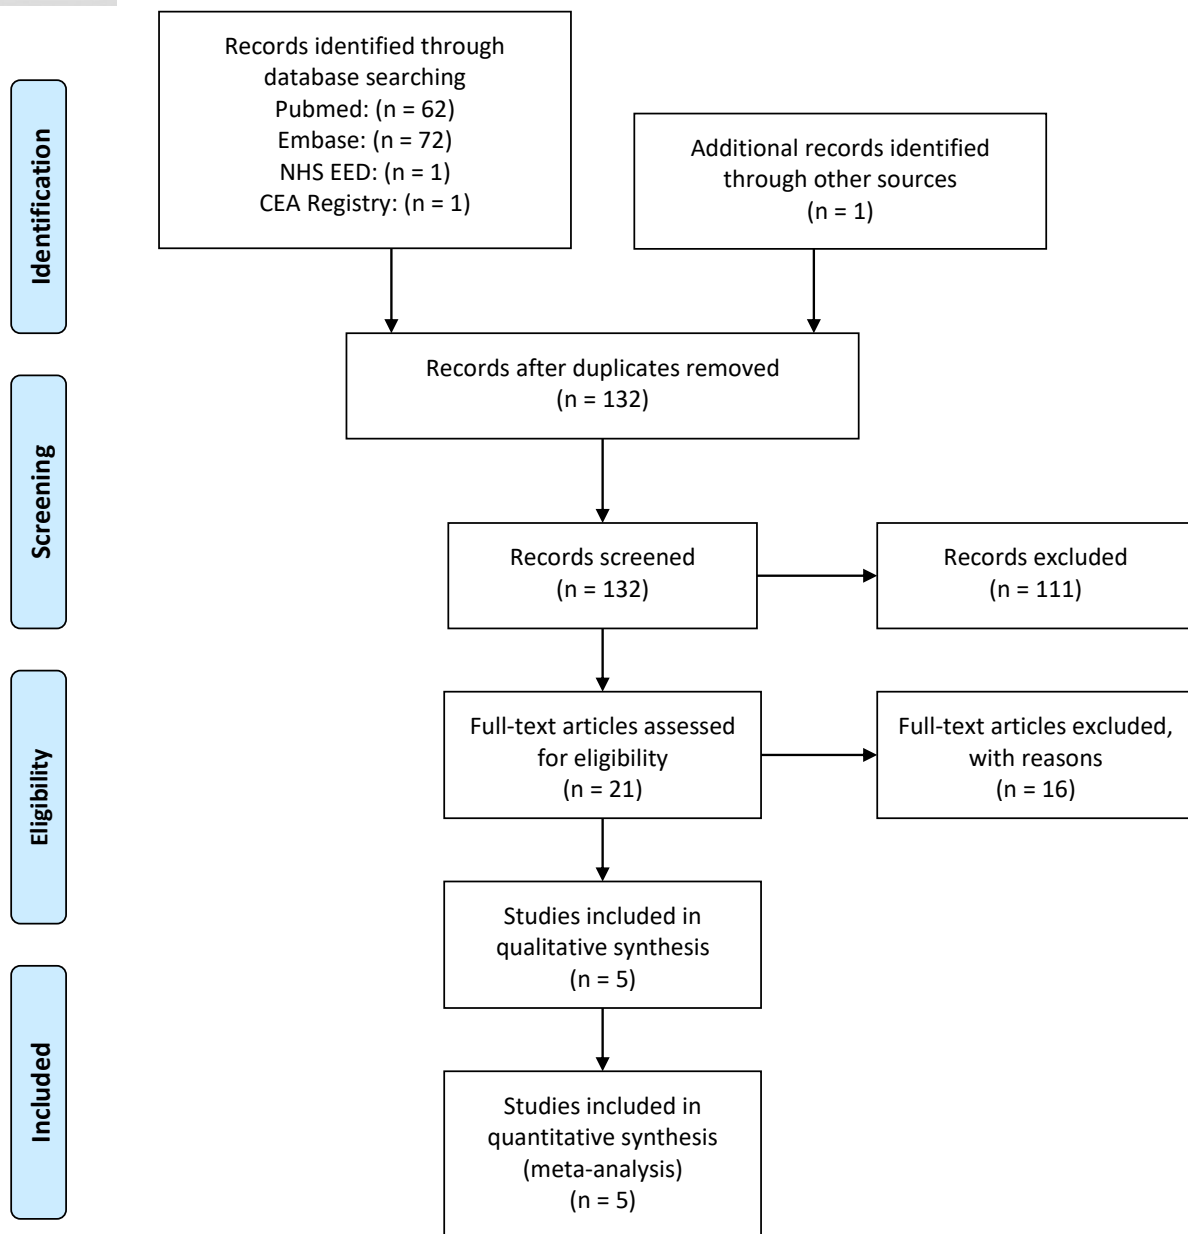 Records identified through
database searching
Pubmed: (n = 62)
Embase: (n = 72)
NHS EED: (n = 1)
CEA Registry: (n = 1)
Additional records identified
through other sources
(n = 1)
Identification
Records after duplicates removed
(n = 132)
Screening
Records screened
(n = 132)
Records excluded
(n = 111)
Full-text articles assessed
for eligibility
(n = 21)
Full-text articles excluded,
with reasons
(n = 16)
Eligibility
Studies included in
qualitative synthesis
(n = 5)
Included
Studies included in
quantitative synthesis
(meta-analysis)
(n = 5)